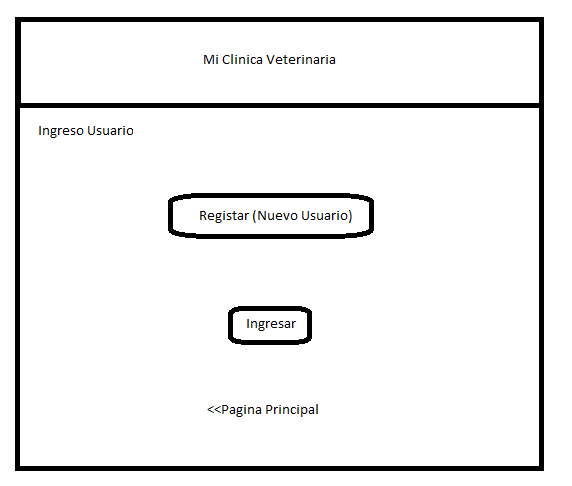 Mi Clinica Veterinaria
Ingreso Usuario
Registar (Nuevo Usuario)
Ingresar
<<Pagina Principal